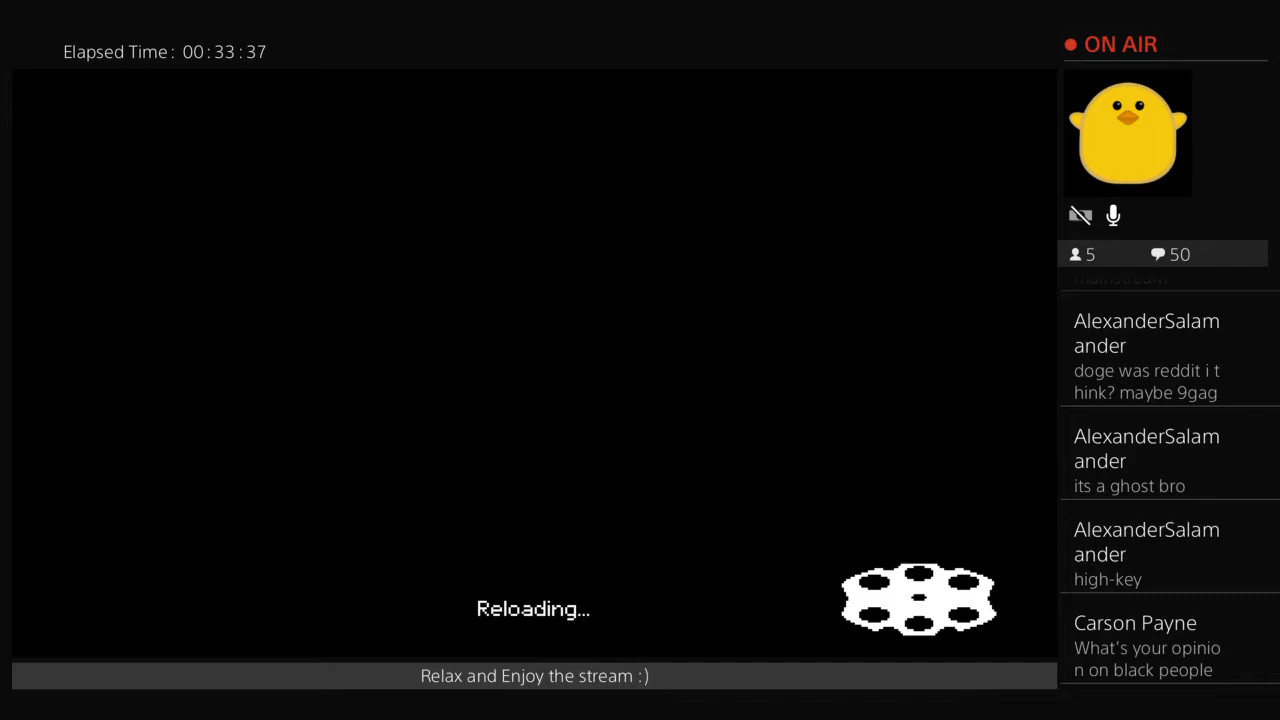 Elapsed Time: 00:33:37
ON AIR
5 50
mainstream
AlexanderSalam
ander
doge was reddit i t
hink? maybe 9gag
AlexanderSalam
ander
its a ghost bro
AlexanderSalam
ander
high-key
Carson Payne
What's your opinio
n on black people
Reloading...
Relax and Enjoy the stream :)